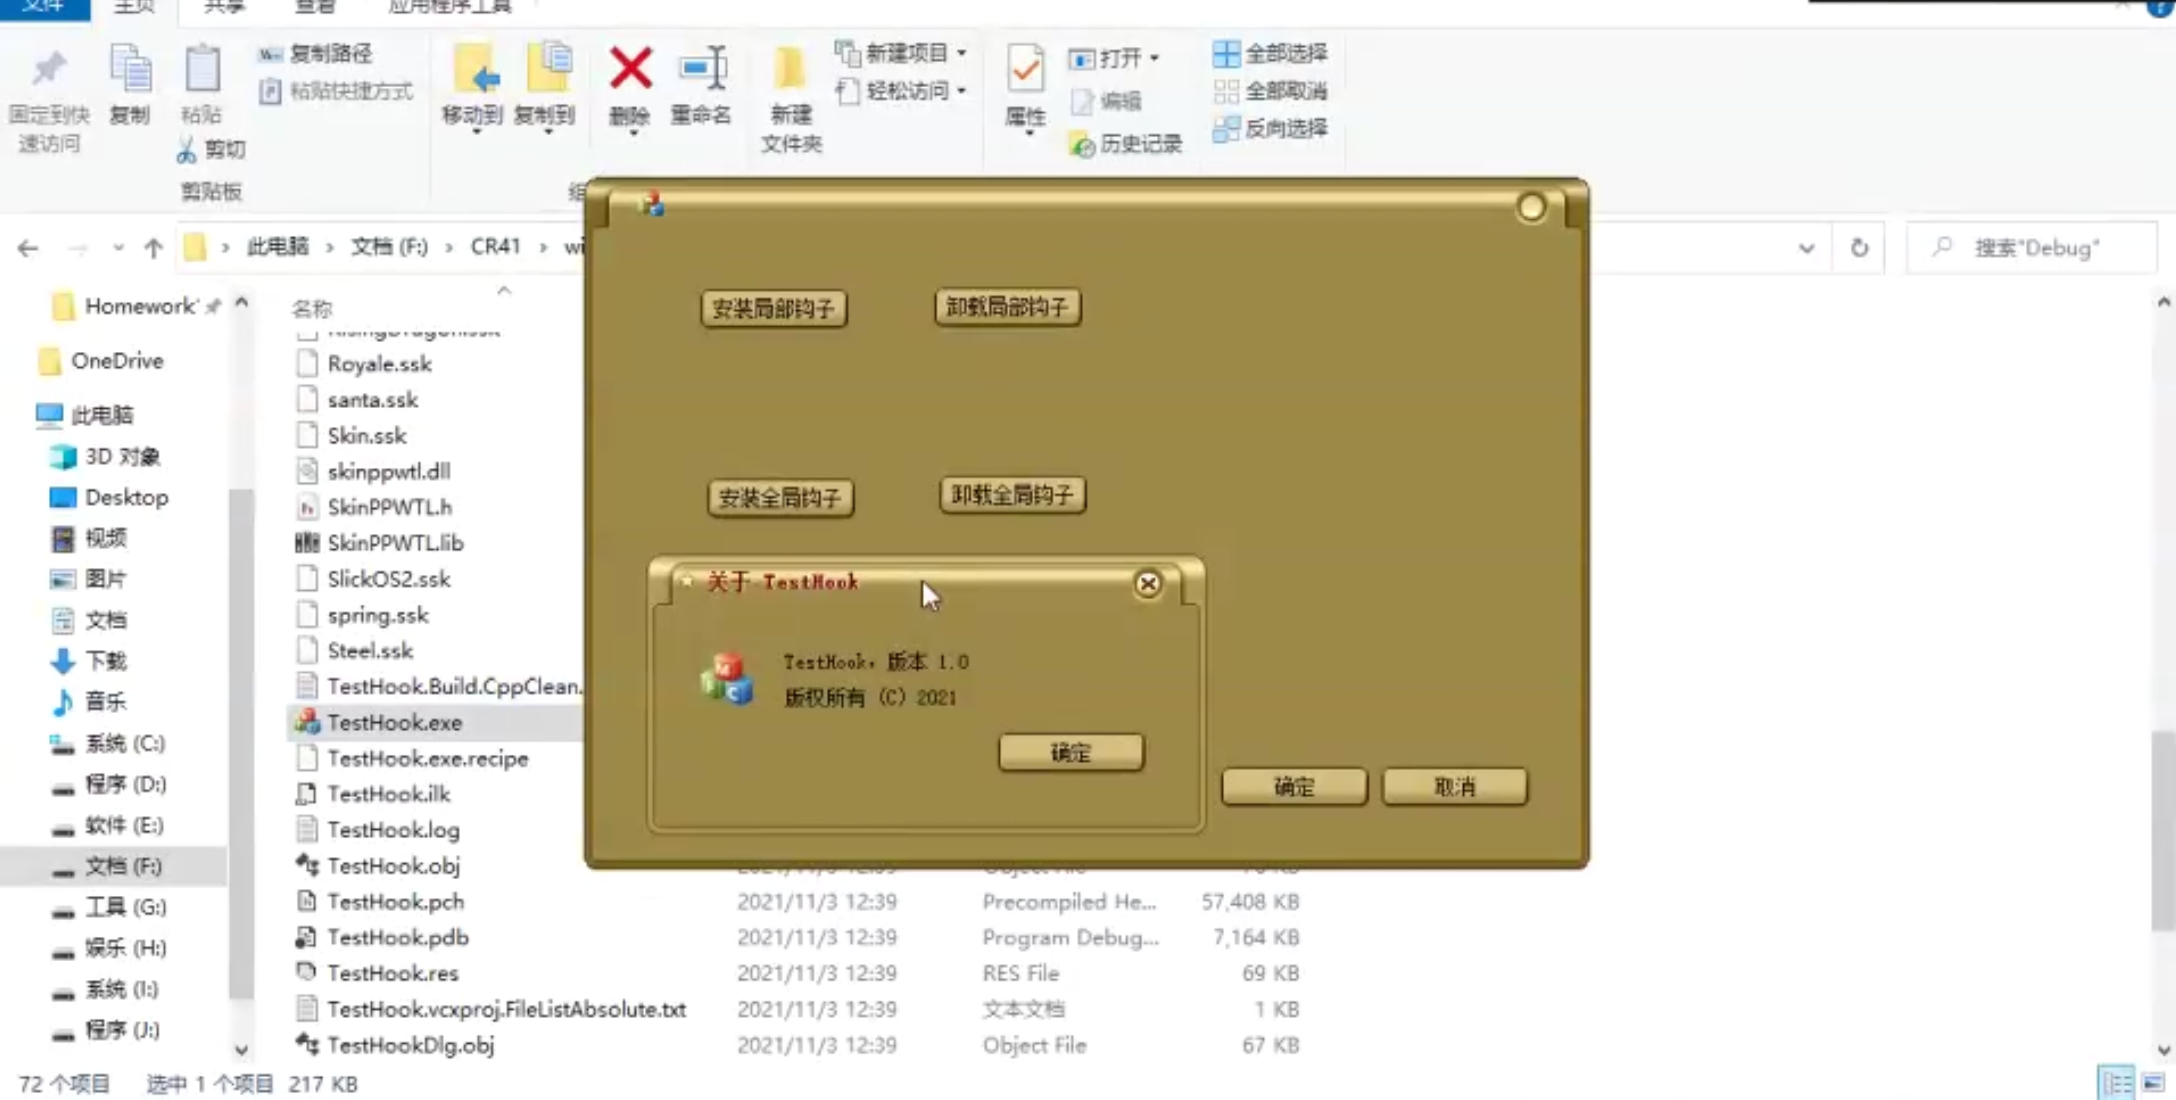 文件 主页 共享 查看 应用程序工具
固定到快
速访问
复制
粘贴
复制路径
粘贴快捷方式
剪切
剪贴板
移动到
复制到
删除
重命名
新建
文件夹
新建项目
轻松访问
属性
打开
编辑
历史记录
全部选择
全部取消
反向选择
此电脑 › 文档 (F:) › CR41 ›
搜索"Debug"
Homework
OneDrive
此电脑
3D 对象
Desktop
视频
图片
文档
下载
音乐
系统 (C:)
程序 (D:)
软件 (E:)
文档 (F:)
工具 (G:)
娱乐 (H:)
系统 (I:)
程序 (J:)
名称
Royale.ssk
santa.ssk
Skin.ssk
skinppwtl.dll
SkinPPWTL.h
SkinPPWTL.lib
SlickOS2.ssk
spring.ssk
Steel.ssk
TestHook.Build.CppClean.
TestHook.exe
TestHook.exe.recipe
TestHook.ilk
TestHook.log
TestHook.obj
TestHook.pch 2021/11/3 12:39 Precompiled He... 57,408 KB
TestHook.pdb 2021/11/3 12:39 Program Debug... 7,164 KB
TestHook.res 2021/11/3 12:39 RES File 69 KB
TestHook.vcxproj.FileListAbsolute.txt 2021/11/3 12:39 文本文档 1 KB
TestHookDlg.obj 2021/11/3 12:39 Object File 67 KB
安装局部钩子 卸载局部钩子
安装全局钩子 卸载全局钩子
关于 TestHook
TestHook，版本 1.0
版权所有 (C) 2021
确定
确定 取消
72 个项目 选中 1 个项目 217 KB